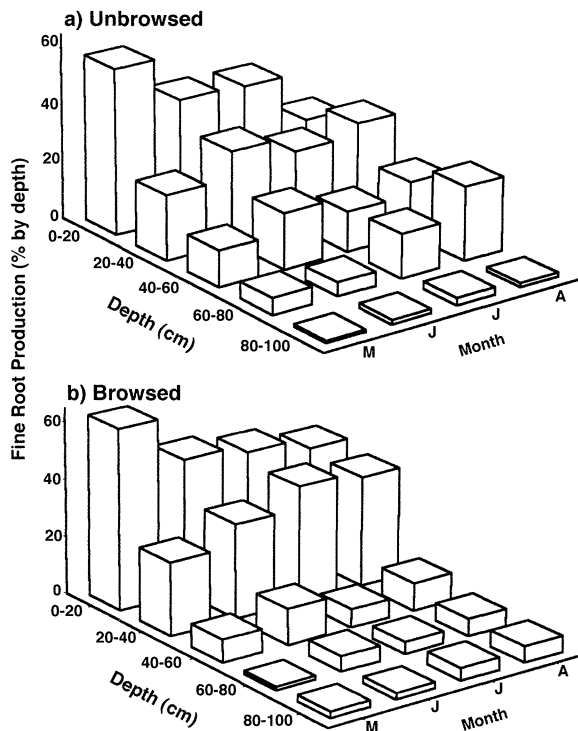 a) Unbrowsed
60
40
20
0
0-20
20-40
40-60
60-80
80-100
Depth (cm)
M
J
J
A
Month
Fine Root Production (% by depth)
b) Browsed
60
40
20
0
0-20
20-40
40-60
60-80
80-100
Depth (cm)
M
J
J
A
Month